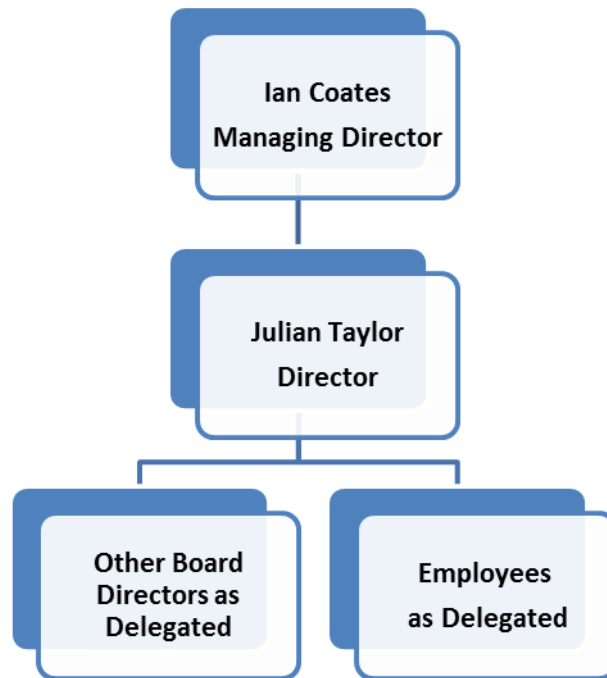 Ian Coates
Managing Director
Julian Taylor
Director
Other Board
Directors as
Delegated
Employees
as Delegated